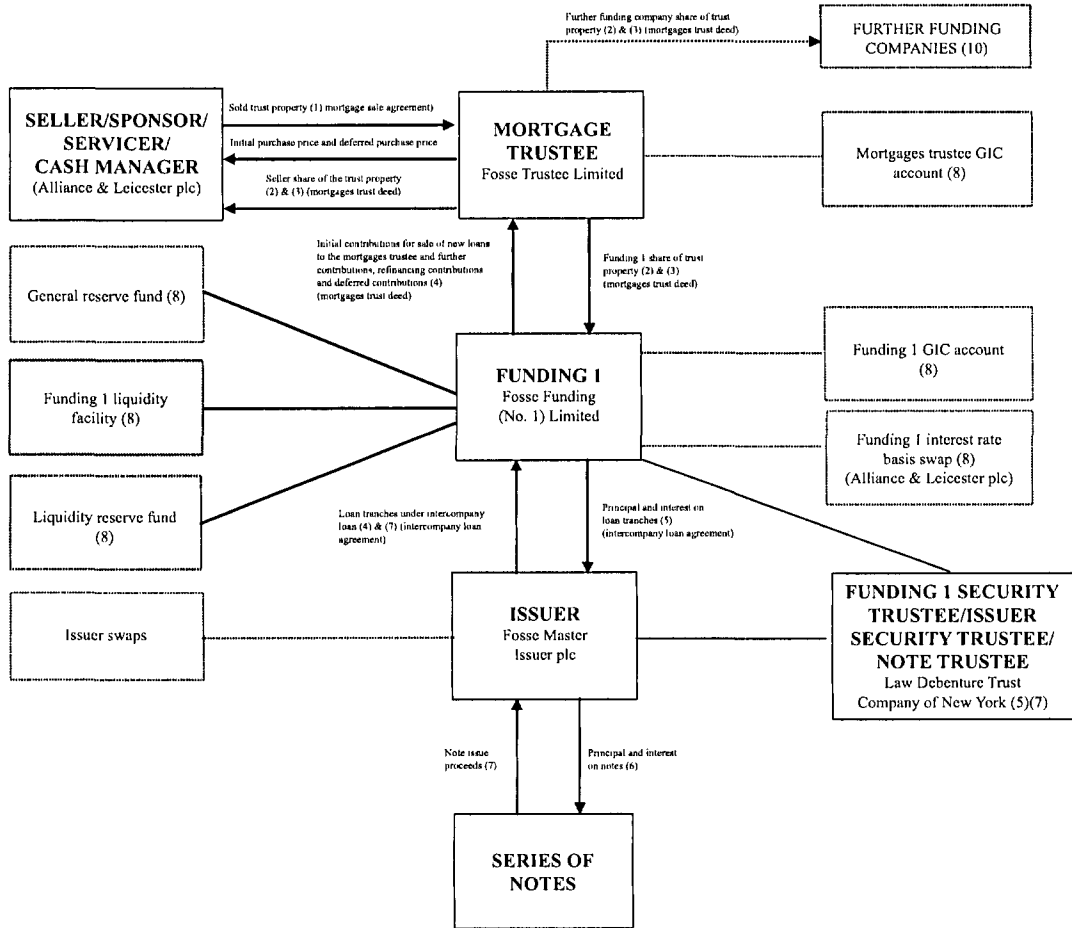 Further funding company share of trust
property (2) & (3) (mortgages trust deed)
FURTHER FUNDING
COMPANIES (10)
SELLER/SPONSOR/
SERVICER/
CASH MANAGER
(Alliance & Leicester plc)
Sold trust property (1) mortgage sale agreement)
Initial purchase price and deferred purchase price
Seller share of the trust property
(2) & (3) (mortgages trust deed)
MORTGAGE
TRUSTEE
Fosse Trustee Limited
Mortgages trustee GIC
account (8)
Initial contributions for sale of new loans
to the mortgages trustee and further
contributions, refinancing contributions
and deferred contributions (4)
(mortgages trust deed)
Funding 1 share of trust
property (2) & (3)
(mortgages trust deed)
General reserve fund (8)
Funding 1 liquidity
facility (8)
Liquidity reserve fund
(8)
FUNDING 1
Fosse Funding
(No. 1) Limited
Funding 1 GIC account
(8)
Funding 1 interest rate
basis swap (8)
(Alliance & Leicester plc)
Loan tranches under intercompany
loan (4) & (7) (intercompany loan
agreement)
Principal and interest on
loan tranches (5)
(intercompany loan agreement)
Issuer swaps
ISSUER
Fosse Master
Issuer plc
FUNDING 1 SECURITY
TRUSTEE/ISSUER
SECURITY TRUSTEE/
NOTE TRUSTEE
Law Debenture Trust
Company of New York (5)(7)
Note issue
proceeds (7)
Principal and interest
on notes (6)
SERIES OF
NOTES